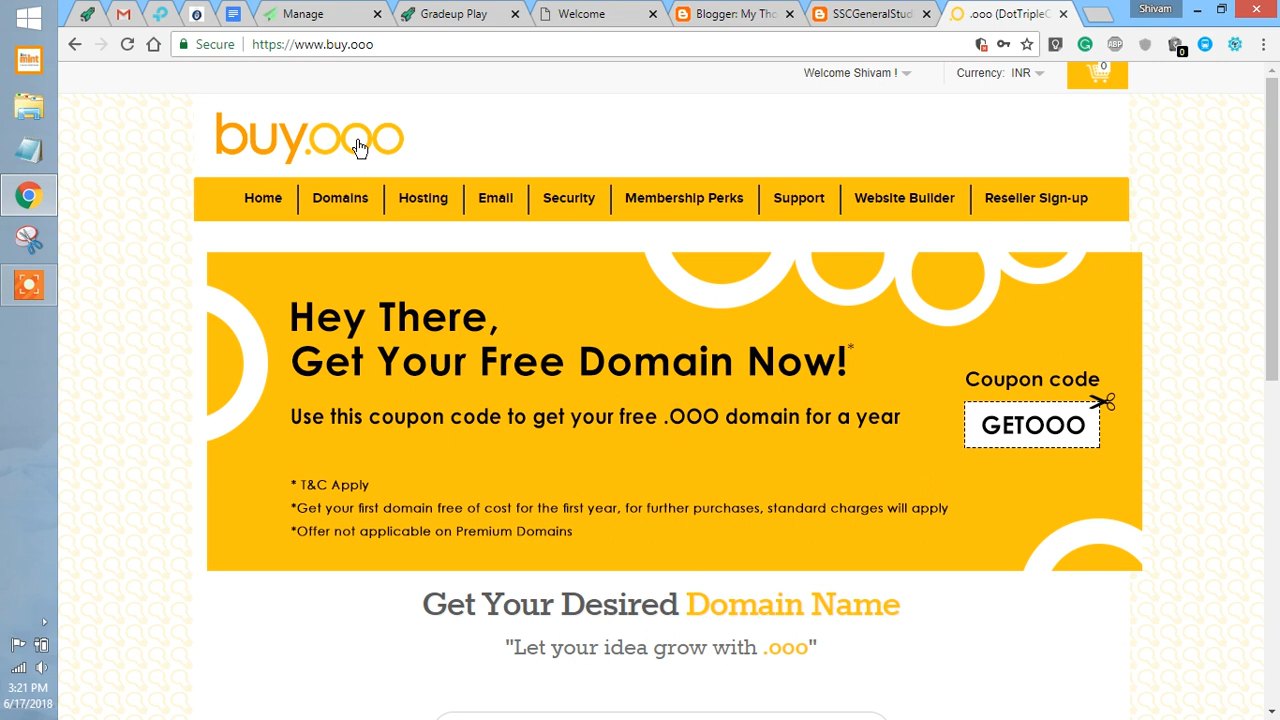 Manage
Gradeup Play
Welcome
Blogger: My Tho
SSCGeneralStud
.ooo (DotTripleO
Shivam
Secure
https://www.buy.ooo
ABP
0
mint
Welcome Shivam !
Currency: INR
0
buy.ooo
Home
Domains
Hosting
Email
Security
Membership Perks
Support
Website Builder
Reseller Sign-up
Hey There,
Get Your Free Domain Now!*
Use this coupon code to get your free .OOO domain for a year
Coupon code
GETOOO
* T&C Apply
*Get your first domain free of cost for the first year, for further purchases, standard charges will apply
*Offer not applicable on Premium Domains
Get Your Desired Domain Name
"Let your idea grow with .ooo"
3:21 PM
6/17/2018